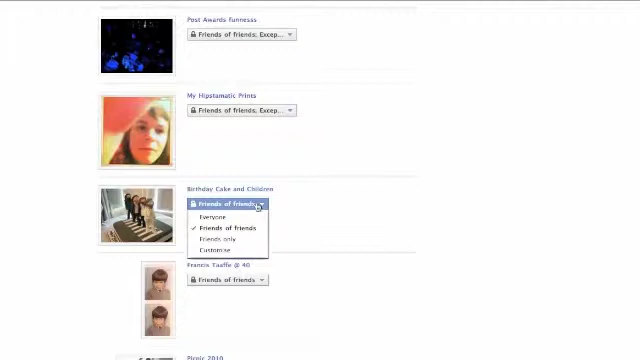 Post Awards funnesss
Friends of friends; Excep...
My Hipstamatic Prints
Friends of friends; Excep...
Birthday Cake and Children
Friends of friends
Everyone
Friends of friends
Friends only
Customise
Francis Taaffe @ 40
Friends of friends
Picnic 2010